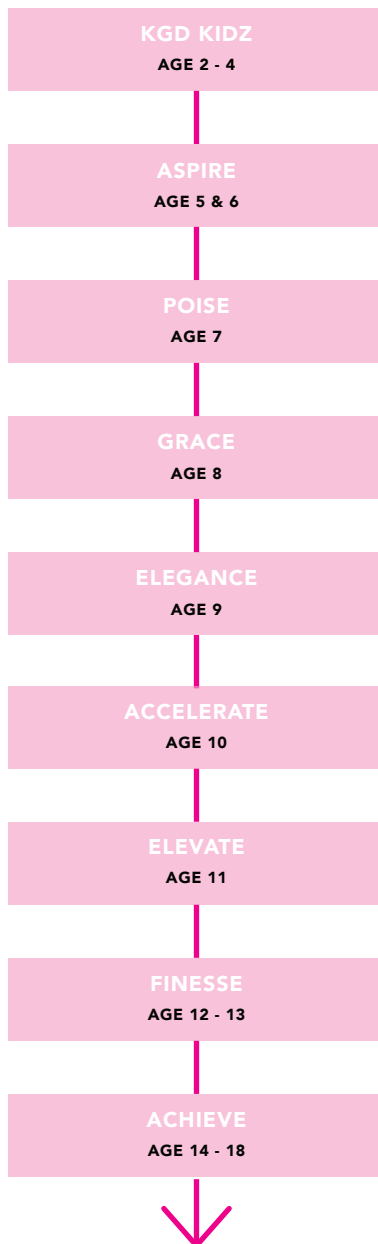 KGD KIDZ
AGE 2 - 4
ASPIRE
AGE 5 & 6
POISE
AGE 7
GRACE
AGE 8
ELEGANCE
AGE 9
ACCELERATE
AGE 10
ELEVATE
AGE 11
FINESSE
AGE 12 - 13
ACHIEVE
AGE 14 - 18